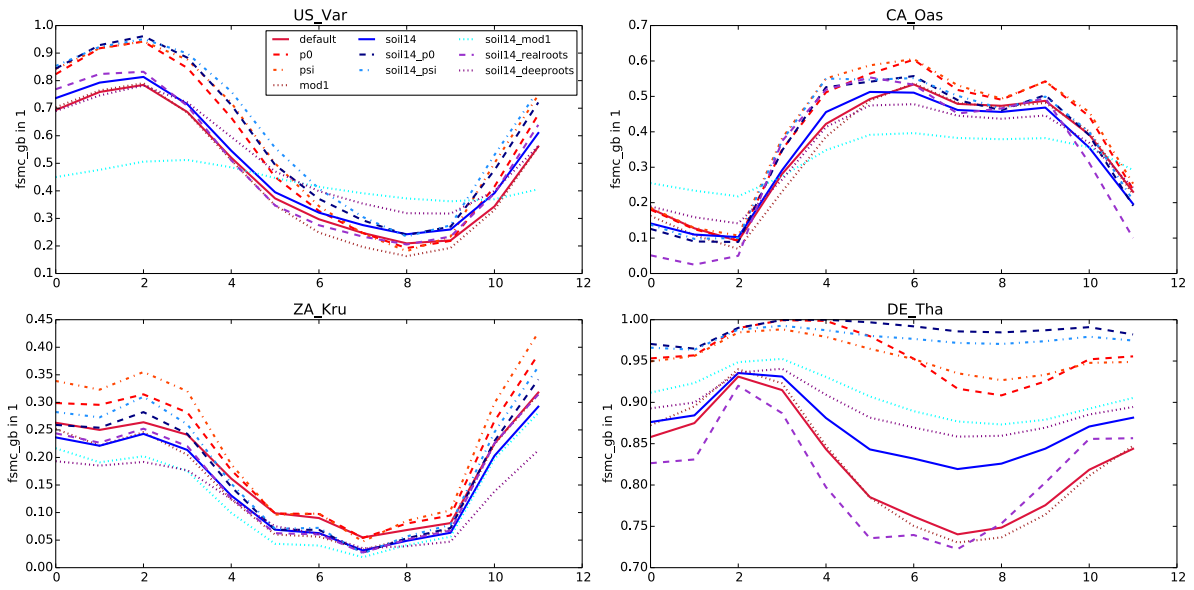 US_Var
fsmc_gb in 1
1.0
0.9
0.8
0.7
0.6
0.5
0.4
0.3
0.2
0.1
0 2 4 6 8 10 12
default
p0
psi
mod1
soil14
soil14_p0
soil14_psi
soil14_mod1
soil14_realroots
soil14_deeproots
CA_Oas
0.7
0.6
0.5
0.4
0.3
0.2
0.1
0.0
0 2 4 6 8 10 12
ZA_Kru
fsmc_gb in 1
0.45
0.40
0.35
0.30
0.25
0.20
0.15
0.10
0.05
0.00
0 2 4 6 8 10 12
DE_Tha
fsmc_gb in 1
1.00
0.95
0.90
0.85
0.80
0.75
0.70
0 2 4 6 8 10 12